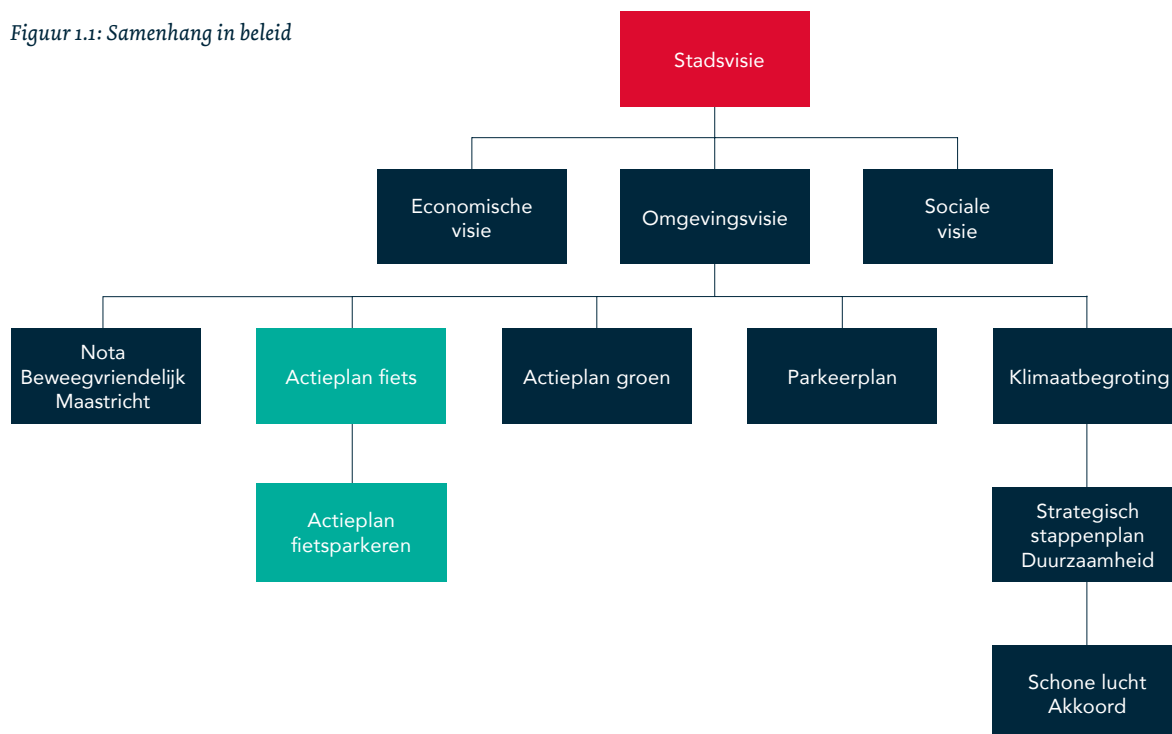 Figuur 1.1: Samenhang in beleid
Stadsvisie
Economische
visie
Omgevingsvisie
Sociale
visie
Nota
Beweegvriendelijk
Maastricht
Actieplan fiets
Actieplan groen
Parkeerplan
Klimaatbegroting
Actieplan
fietsparkeren
Strategisch
stappenplan
Duurzaamheid
Schone lucht
Akkoord